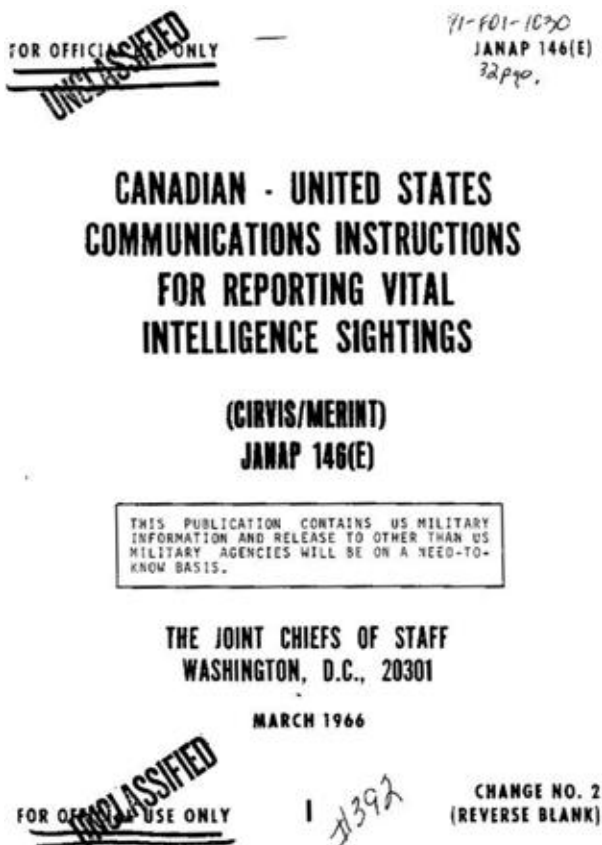 91-F01-1030
FOR OFFICIAL USE ONLY
UNCLASSIFIED
JANAP 146(E)
32pgo.
CANADIAN - UNITED STATES
COMMUNICATIONS INSTRUCTIONS
FOR REPORTING VITAL
INTELLIGENCE SIGHTINGS
(CIRVIS/MERINT)
JANAP 146(E)
THIS PUBLICATION CONTAINS US MILITARY
INFORMATION AND RELEASE TO OTHER THAN US
MILITARY AGENCIES WILL BE ON A NEED-TO-
KNOW BASIS.
THE JOINT CHIEFS OF STAFF
WASHINGTON, D.C., 20301
MARCH 1966
UNCLASSIFIED
FOR OFFICIAL USE ONLY
I
#392
CHANGE NO. 2
(REVERSE BLANK)